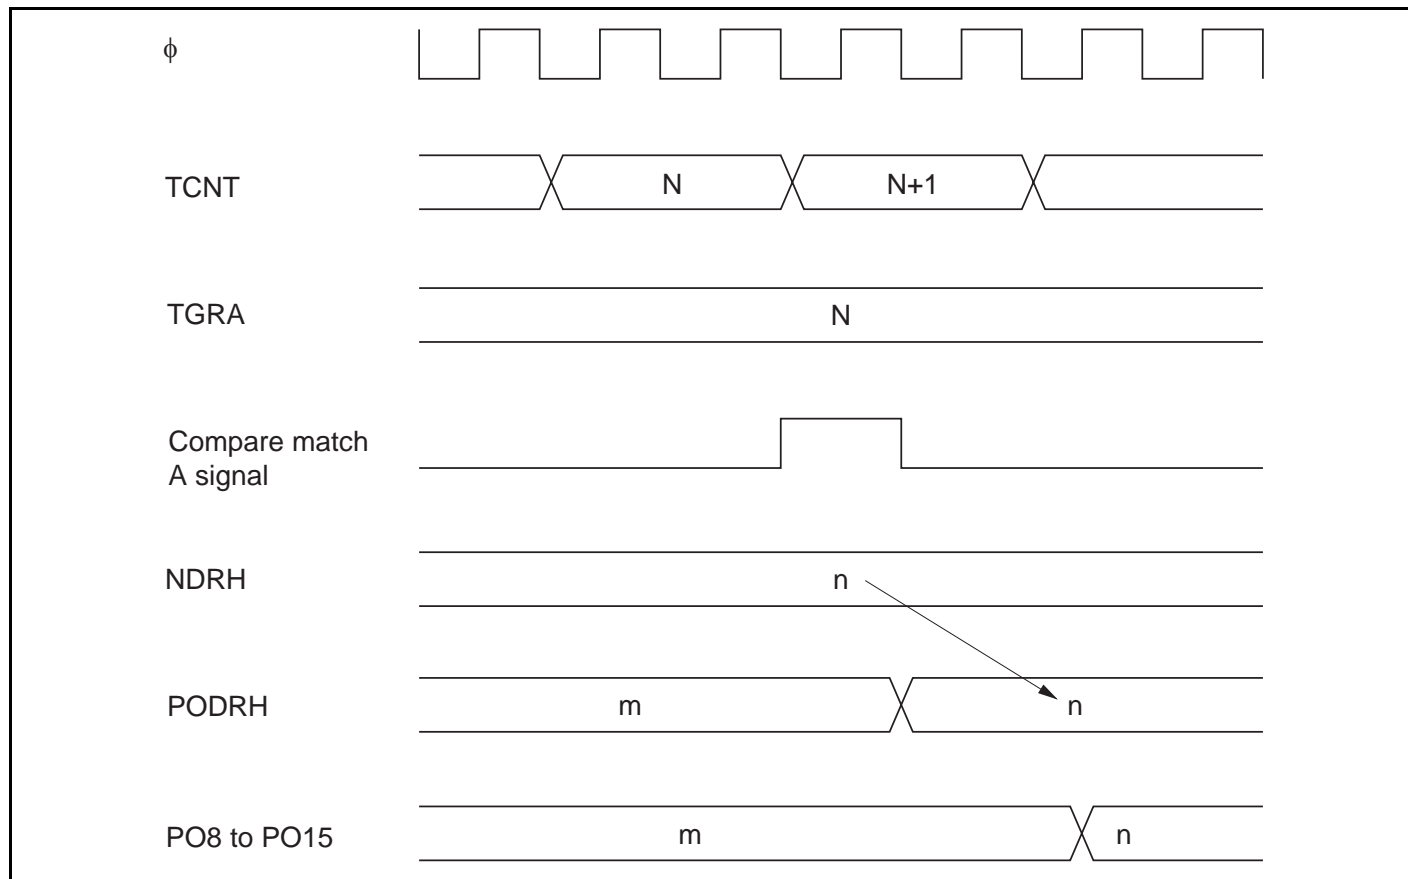 ϕ
TCNT
N
N+1
TGRA
N
Compare match
A signal
NDRH
n
PODRH
m
n
PO8 to PO15
m
n